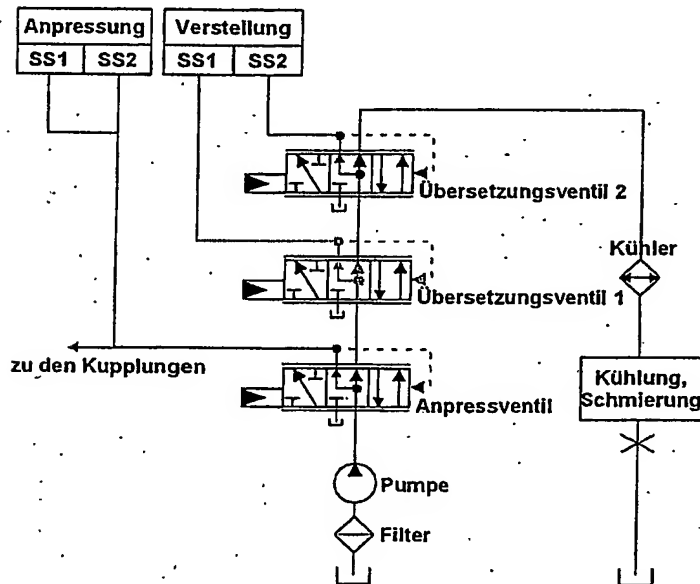 Anpressung
SS1 SS2
Verstellung
SS1 SS2
Übersetzungsventil 2
Kühler
Übersetzungsventil 1
zu den Kupplungen
Anpressventil
Kühlung,
Schmierung
Pumpe
Filter